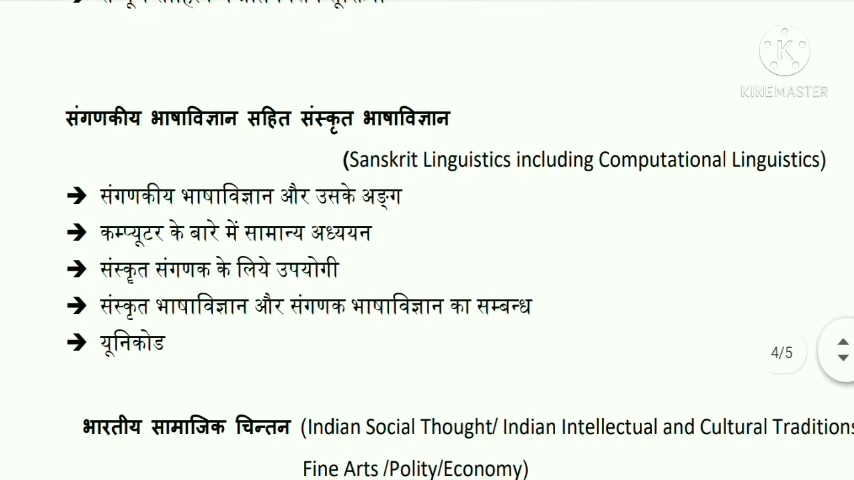 KINEMASTER
संगणकीय भाषाविज्ञान सहित संस्कृत भाषाविज्ञान
(Sanskrit Linguistics including Computational Linguistics)
➔ संगणकीय भाषाविज्ञान और उसके अङ्ग
➔ कम्प्यूटर के बारे में सामान्य अध्ययन
➔ संस्कृत संगणक के लिये उपयोगी
➔ संस्कृत भाषाविज्ञान और संगणक भाषाविज्ञान का सम्बन्ध
➔ यूनिकोड
4/5
भारतीय सामाजिक चिन्तन (Indian Social Thought/ Indian Intellectual and Cultural Traditions
Fine Arts /Polity/Economy)